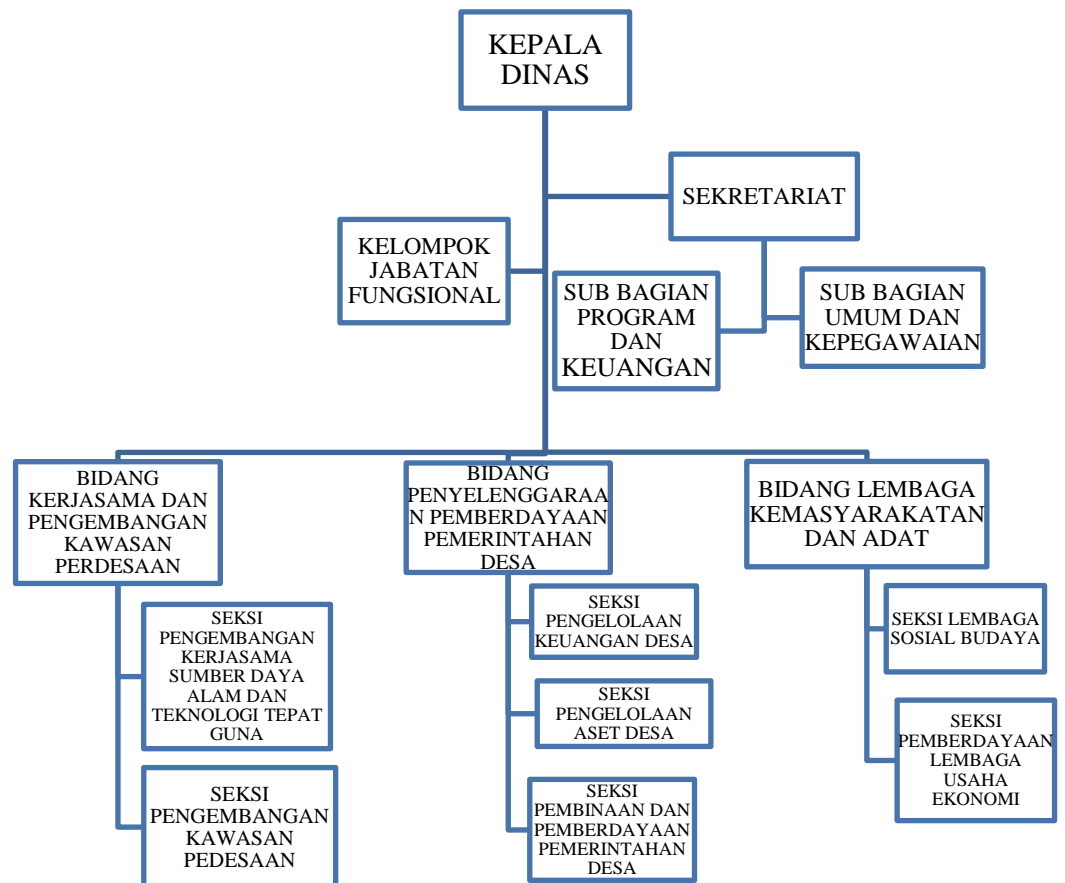 KEPALA
DINAS
SEKRETARIAT
KELOMPOK
JABATAN
FUNGSIONAL
SUB BAGIAN
PROGRAM
DAN
KEUANGAN
SUB BAGIAN
UMUM DAN
KEPEGAWAIAN
BIDANG
KERJASAMA DAN
PENGEMBANGAN
KAWASAN
PERDESAAN
BIDANG
PENYELENGGARAA
N PEMBERDAYAAN
PEMERINTAHAN
DESA
BIDANG LEMBAGA
KEMASYARAKATAN
DAN ADAT
SEKSI
PENGEMBANGAN
KERJASAMA
SUMBER DAYA
ALAM DAN
TEKNOLOGI TEPAT
GUNA
SEKSI
PENGEMBANGAN
KAWASAN
PEDESAAN
SEKSI
PENGELOLAAN
KEUANGAN DESA
SEKSI
PENGELOLAAN
ASET DESA
SEKSI
PEMBINAAN DAN
PEMBERDAYAAN
PEMERINTAHAN
DESA
SEKSI LEMBAGA
SOSIAL BUDAYA
SEKSI
PEMBERDAYAAN
LEMBAGA
USAHA
EKONOMI